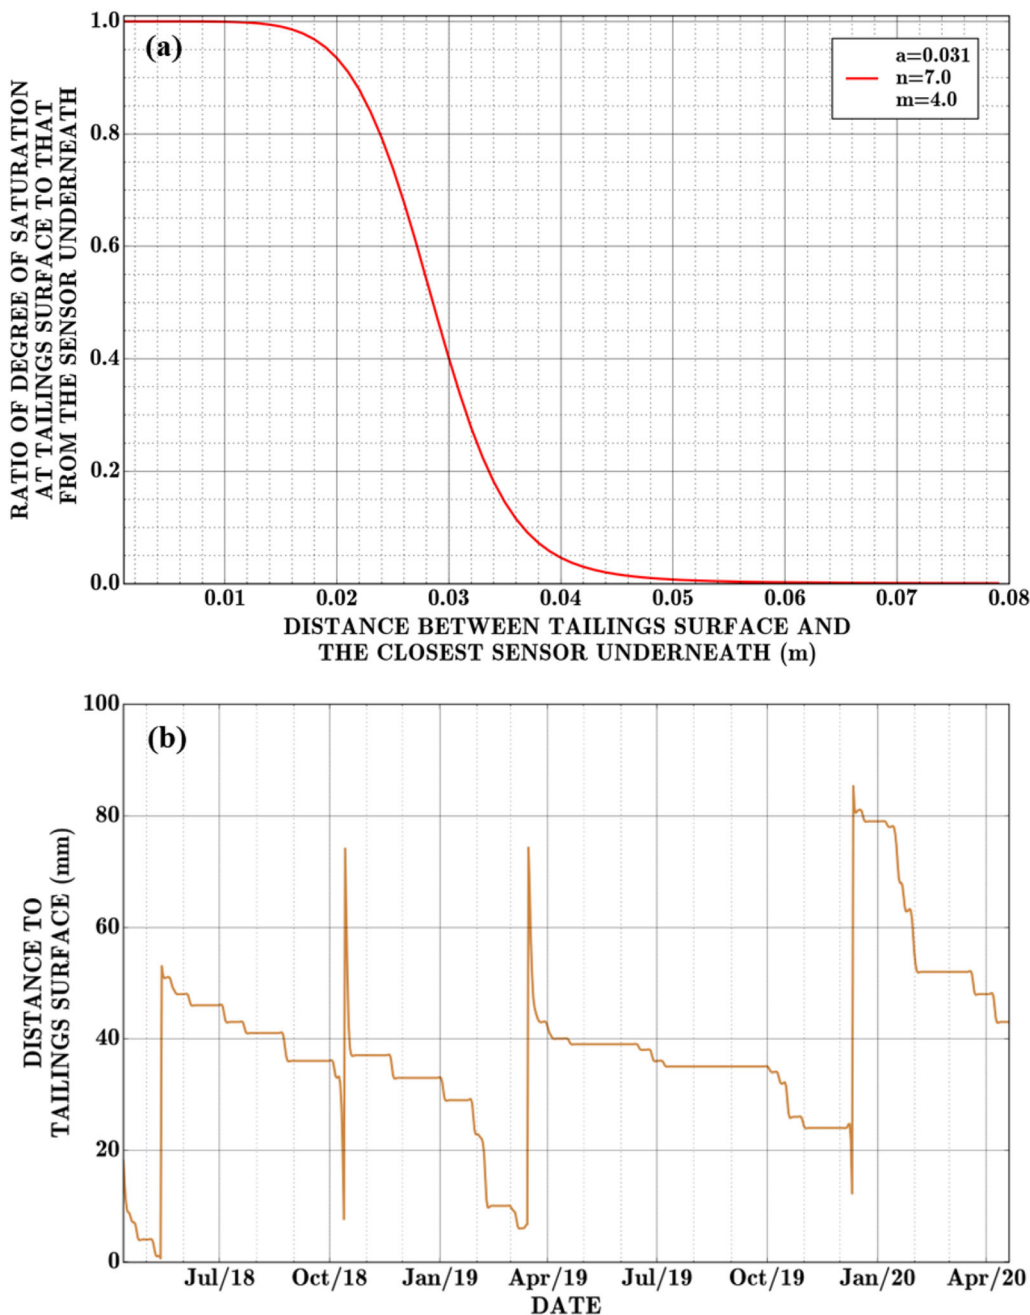 (a)
a=0.031
n=7.0
m=4.0
RATIO OF DEGREE OF SATURATION
AT TAILINGS SURFACE TO THAT
FROM THE SENSOR UNDERNEATH
1.0
0.8
0.6
0.4
0.2
0.0
0.01 0.02 0.03 0.04 0.05 0.06 0.07 0.08
DISTANCE BETWEEN TAILINGS SURFACE AND
THE CLOSEST SENSOR UNDERNEATH (m)
(b)
DISTANCE TO
TAILINGS SURFACE (mm)
100
80
60
40
20
0
Jul/18 Oct/18 Jan/19 Apr/19 Jul/19 Oct/19 Jan/20 Apr/20
DATE